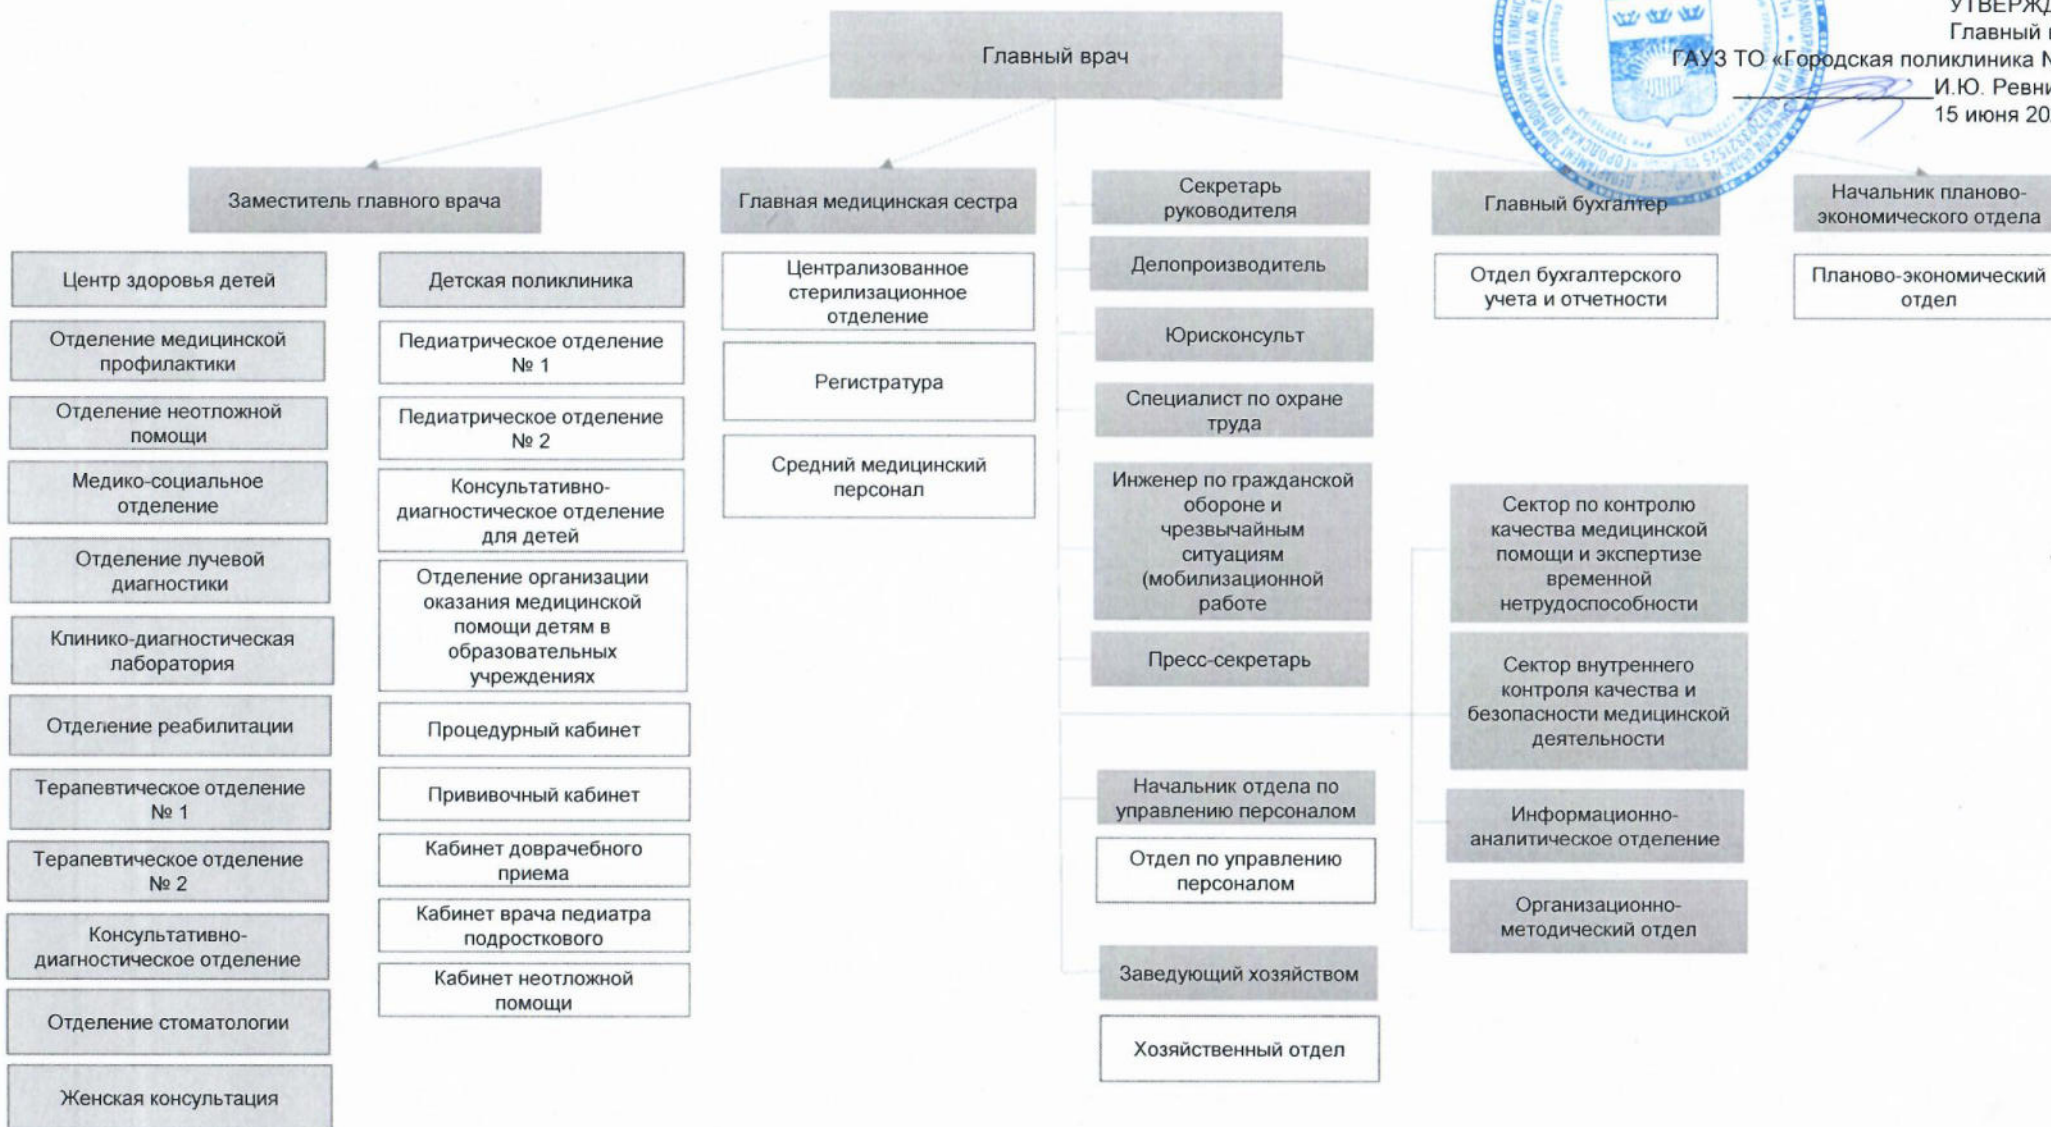 УТВЕРЖД
Главный в
ГАУЗ ТО «Городская поликлиника №
И.Ю. Ревни
15 июня 20
Главный врач
Заместитель главного врача
Центр здоровья детей
Отделение медицинской
профилактики
Отделение неотложной
помощи
Медико-социальное
отделение
Отделение лучевой
диагностики
Клинико-диагностическая
лаборатория
Отделение реабилитации
Терапевтическое отделение
№ 1
Терапевтическое отделение
№ 2
Консультативно-
диагностическое отделение
Отделение стоматологии
Женская консультация
Детская поликлиника
Педиатрическое отделение
№ 1
Педиатрическое отделение
№ 2
Консультативно-
диагностическое отделение
для детей
Отделение организации
оказания медицинской
помощи детям в
образовательных
учреждениях
Процедурный кабинет
Прививочный кабинет
Кабинет доврачебного
приема
Кабинет врача педиатра
подросткового
Кабинет неотложной
помощи
Главная медицинская сестра
Централизованное
стерилизационное
отделение
Регистратура
Средний медицинский
персонал
Секретарь
руководителя
Делопроизводитель
Юрисконсульт
Специалист по охране
труда
Инженер по гражданской
обороне и
чрезвычайным
ситуациям
(мобилизационной
работе
Пресс-секретарь
Начальник отдела по
управлению персоналом
Отдел по управлению
персоналом
Заведующий хозяйством
Хозяйственный отдел
Главный бухгалтер
Отдел бухгалтерского
учета и отчетности
Сектор по контролю
качества медицинской
помощи и экспертизе
временной
нетрудоспособности
Сектор внутреннего
контроля качества и
безопасности медицинской
деятельности
Информационно-
аналитическое отделение
Организационно-
методический отдел
Начальник планово-
экономического отдела
Планово-экономический
отдел